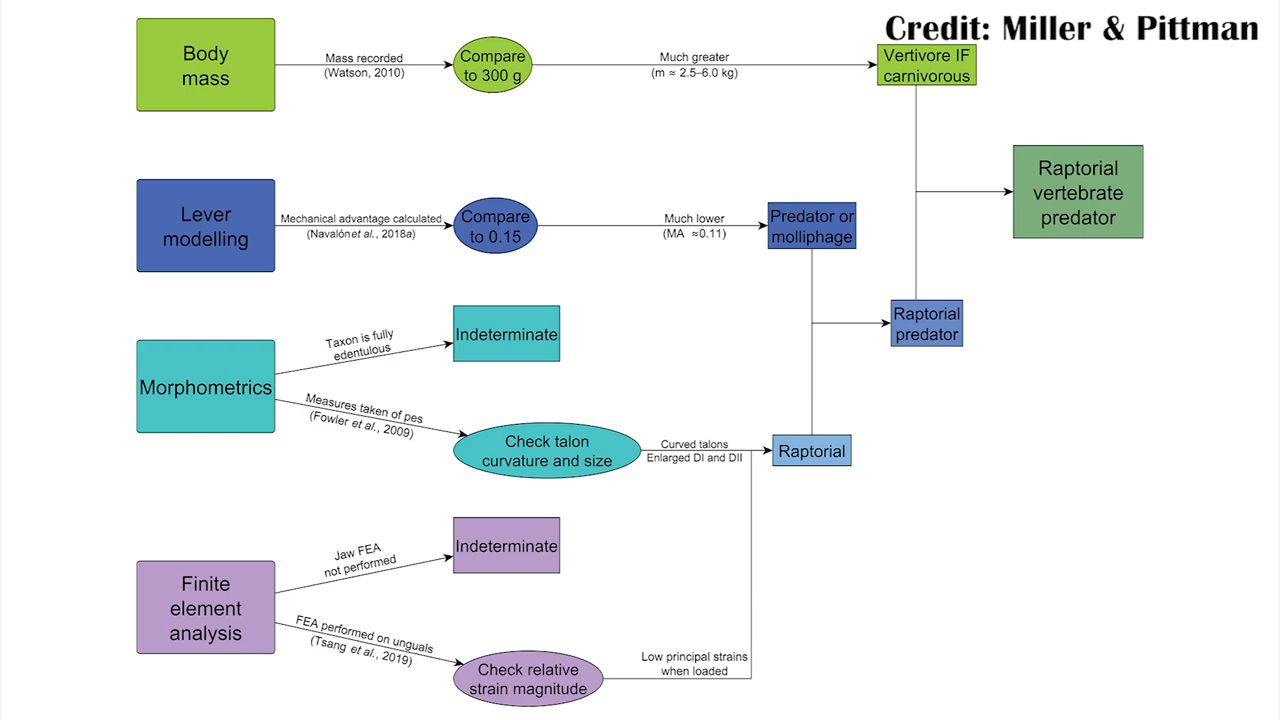 Credit: Miller & Pittman
Body
mass
Mass recorded
(Watson, 2010)
Compare
to 300 g
Much greater
(m ≈ 2.5–6.0 kg)
Vertivore IF
carnivorous
Raptorial
vertebrate
predator
Lever
modelling
Mechanical advantage calculated
(Navalón et al., 2018a)
Compare
to 0.15
Much lower
(MA ≈0.11)
Predator or
molliphage
Raptorial
predator
Morphometrics
Taxon is fully
edentulous
Indeterminate
Measures taken of pes
(Fowler et al., 2009)
Check talon
curvature and size
Curved talons
Enlarged DI and DII
Raptorial
Finite
element
analysis
Jaw FEA
not performed
Indeterminate
FEA performed on unguals
(Tsang et al., 2019)
Check relative
strain magnitude
Low principal strains
when loaded